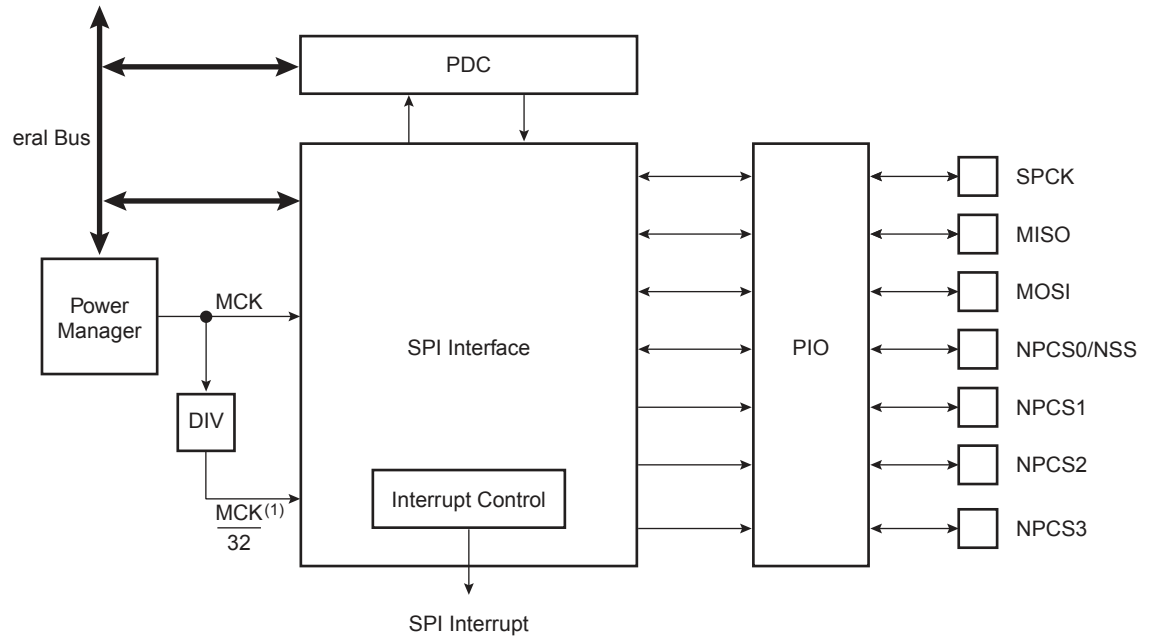 PDC
eral Bus
SPCK
MISO
MOSI
NPCS0/NSS
NPCS1
NPCS2
NPCS3
Power
Manager
MCK
SPI Interface
PIO
DIV
Interrupt Control
MCK(1)
32
SPI Interrupt